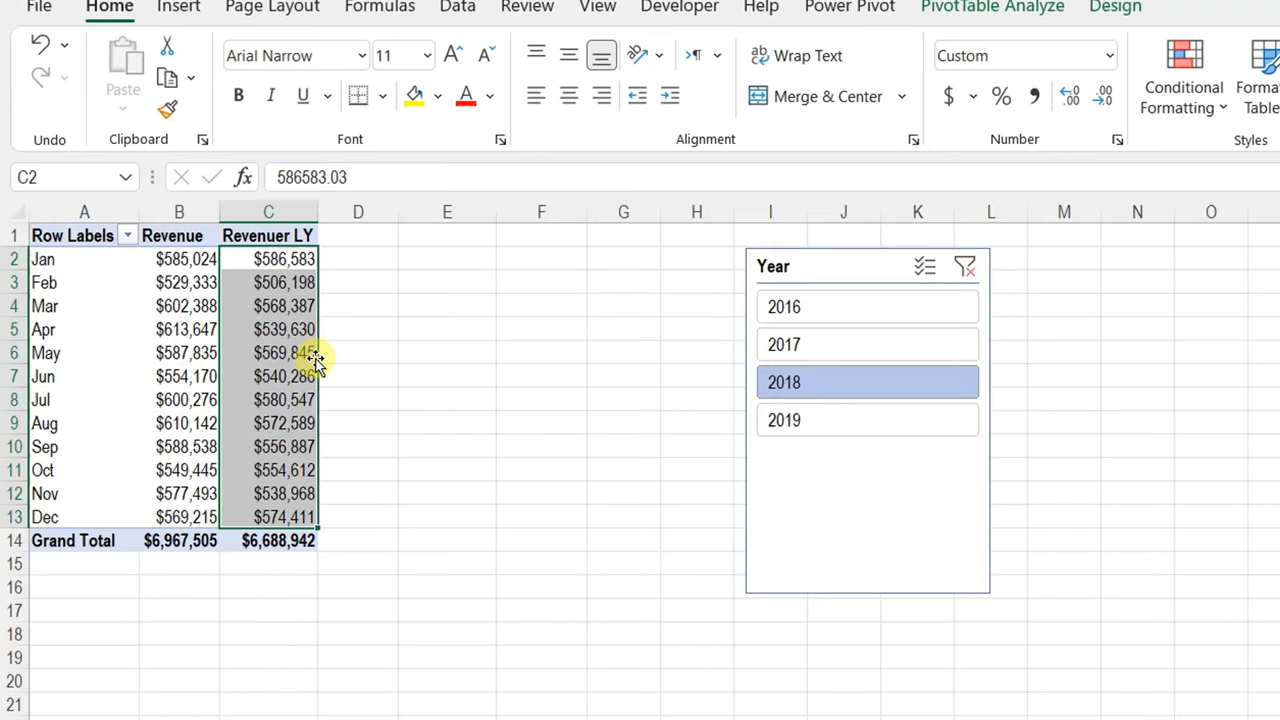 File Home Insert Page Layout Formulas Data Review View Developer Help Power Pivot PivotTable Analyze Design
Arial Narrow 11 A A ab Wrap Text Custom
Paste B I U A Merge & Center $ % Conditional
Formatting Table
Undo Clipboard Font Alignment Number Styles
C2 fx 586583.03
A B C D E F G H I J K L M N O
1 Row Labels Revenue Revenuer LY
2 Jan $585,024 $586,583
3 Feb $529,333 $506,198
4 Mar $602,388 $568,387
5 Apr $613,647 $539,630
6 May $587,835 $569,845
7 Jun $554,170 $540,286
8 Jul $600,276 $580,547
9 Aug $610,142 $572,589
10 Sep $588,538 $556,887
11 Oct $549,445 $554,612
12 Nov $577,493 $538,968
13 Dec $569,215 $574,411
14 Grand Total $6,967,505 $6,688,942
15
16
17
18
19
20
21
Year
2016
2017
2018
2019